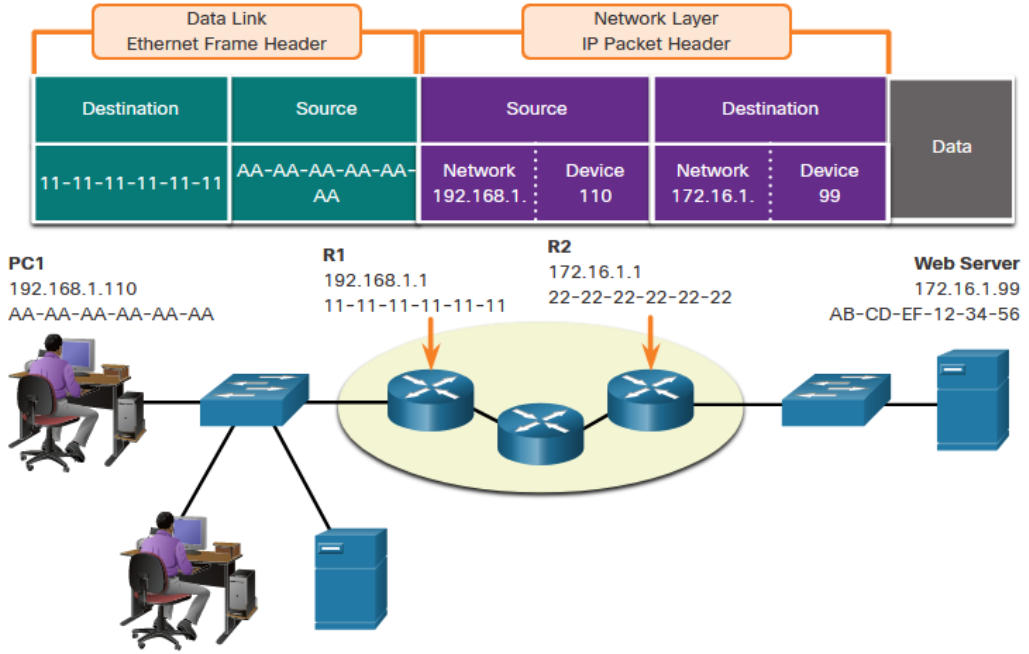 Data Link
Ethernet Frame Header
Network Layer
IP Packet Header
Destination
Source
Source
Destination
Data
11-11-11-11-11-11
AA-AA-AA-AA-AA-
AA
Network
192.168.1.
Device
110
Network
172.16.1.
Device
99
PC1
192.168.1.110
AA-AA-AA-AA-AA-AA
R1
192.168.1.1
11-11-11-11-11-11
R2
172.16.1.1
22-22-22-22-22-22
Web Server
172.16.1.99
AB-CD-EF-12-34-56